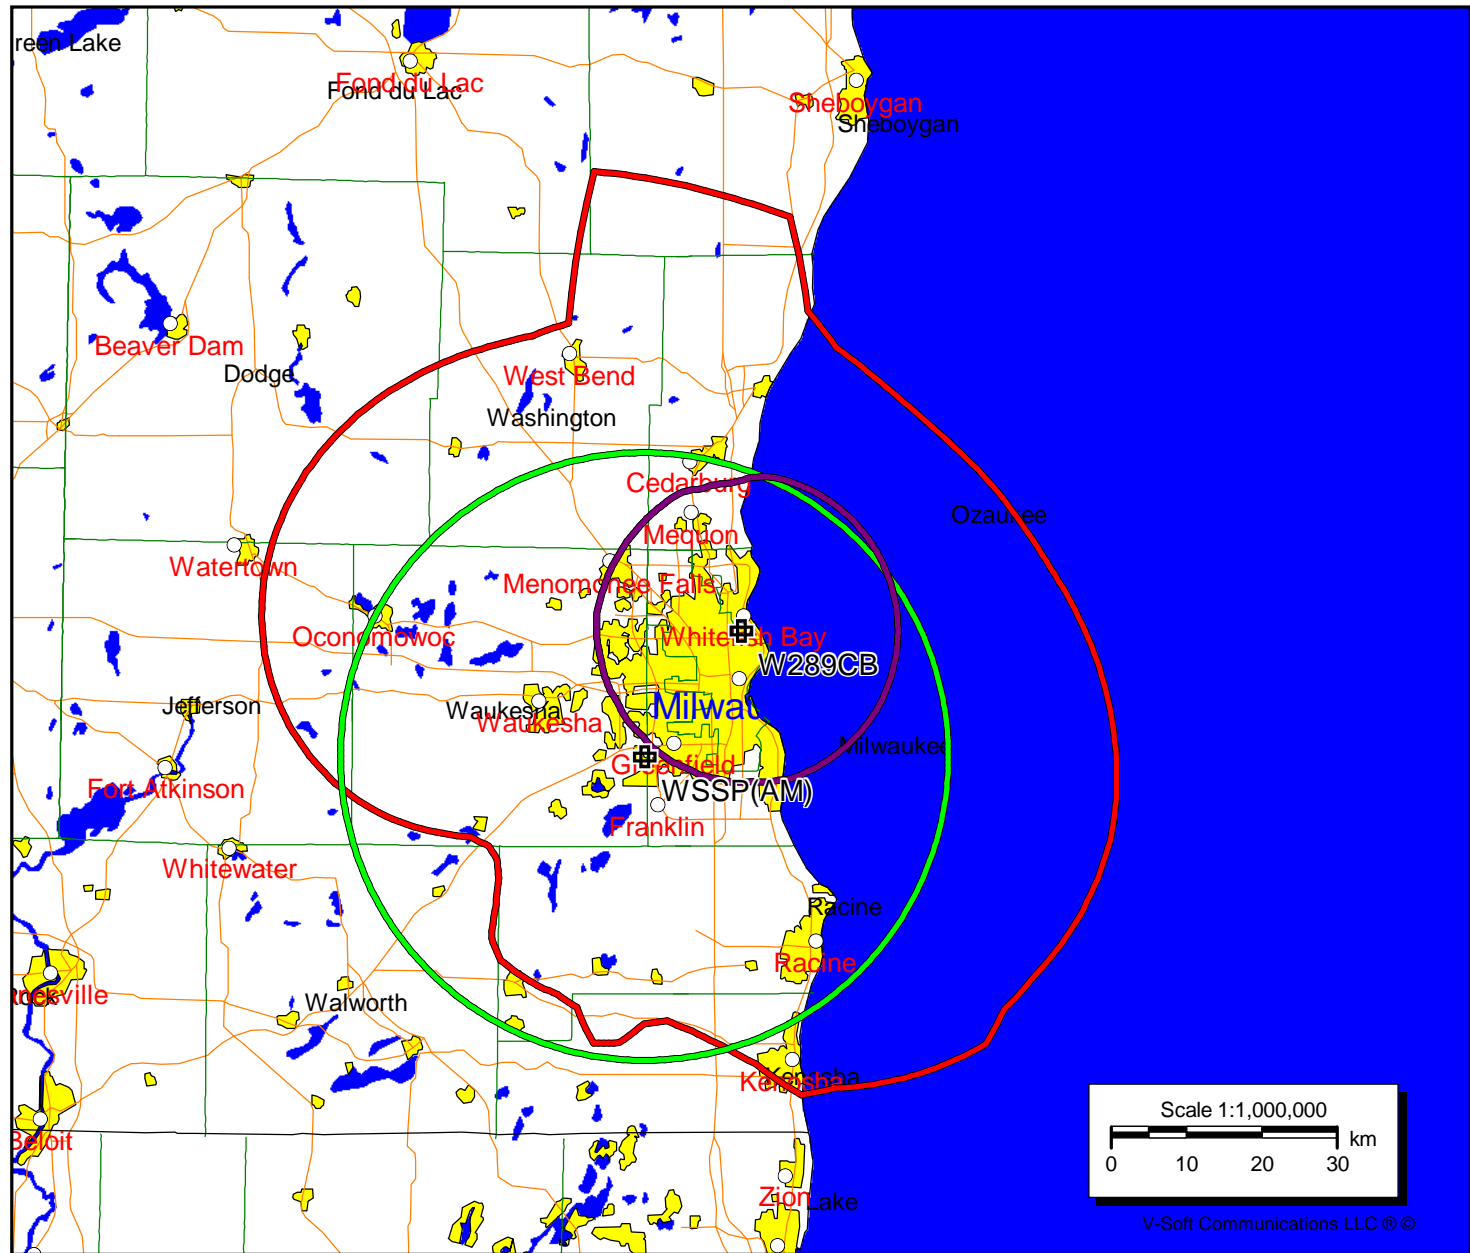 reen Lake
Fond du Lac
Fond du Lac
Sheboygan
Sheboygan
Beaver Dam
Dodge
West Bend
Washington
Cedarburg
Ozaukee
Mequon
Watertown
Menomonee Falls
Oconomowoc
Whitefish Bay
W289CB
Jefferson
Waukesha
Waukesha
Milwau
Milwaukee
Greenfield
Fort Atkinson
WSSP(AM)
Franklin
Whitewater
Racine
Racine
nesville
Rock
Walworth
Kenosha
Kenosha
Scale 1:1,000,000
km
0 10 20 30
Beloit
Zion
Lake
V-Soft Communications LLC ® ©